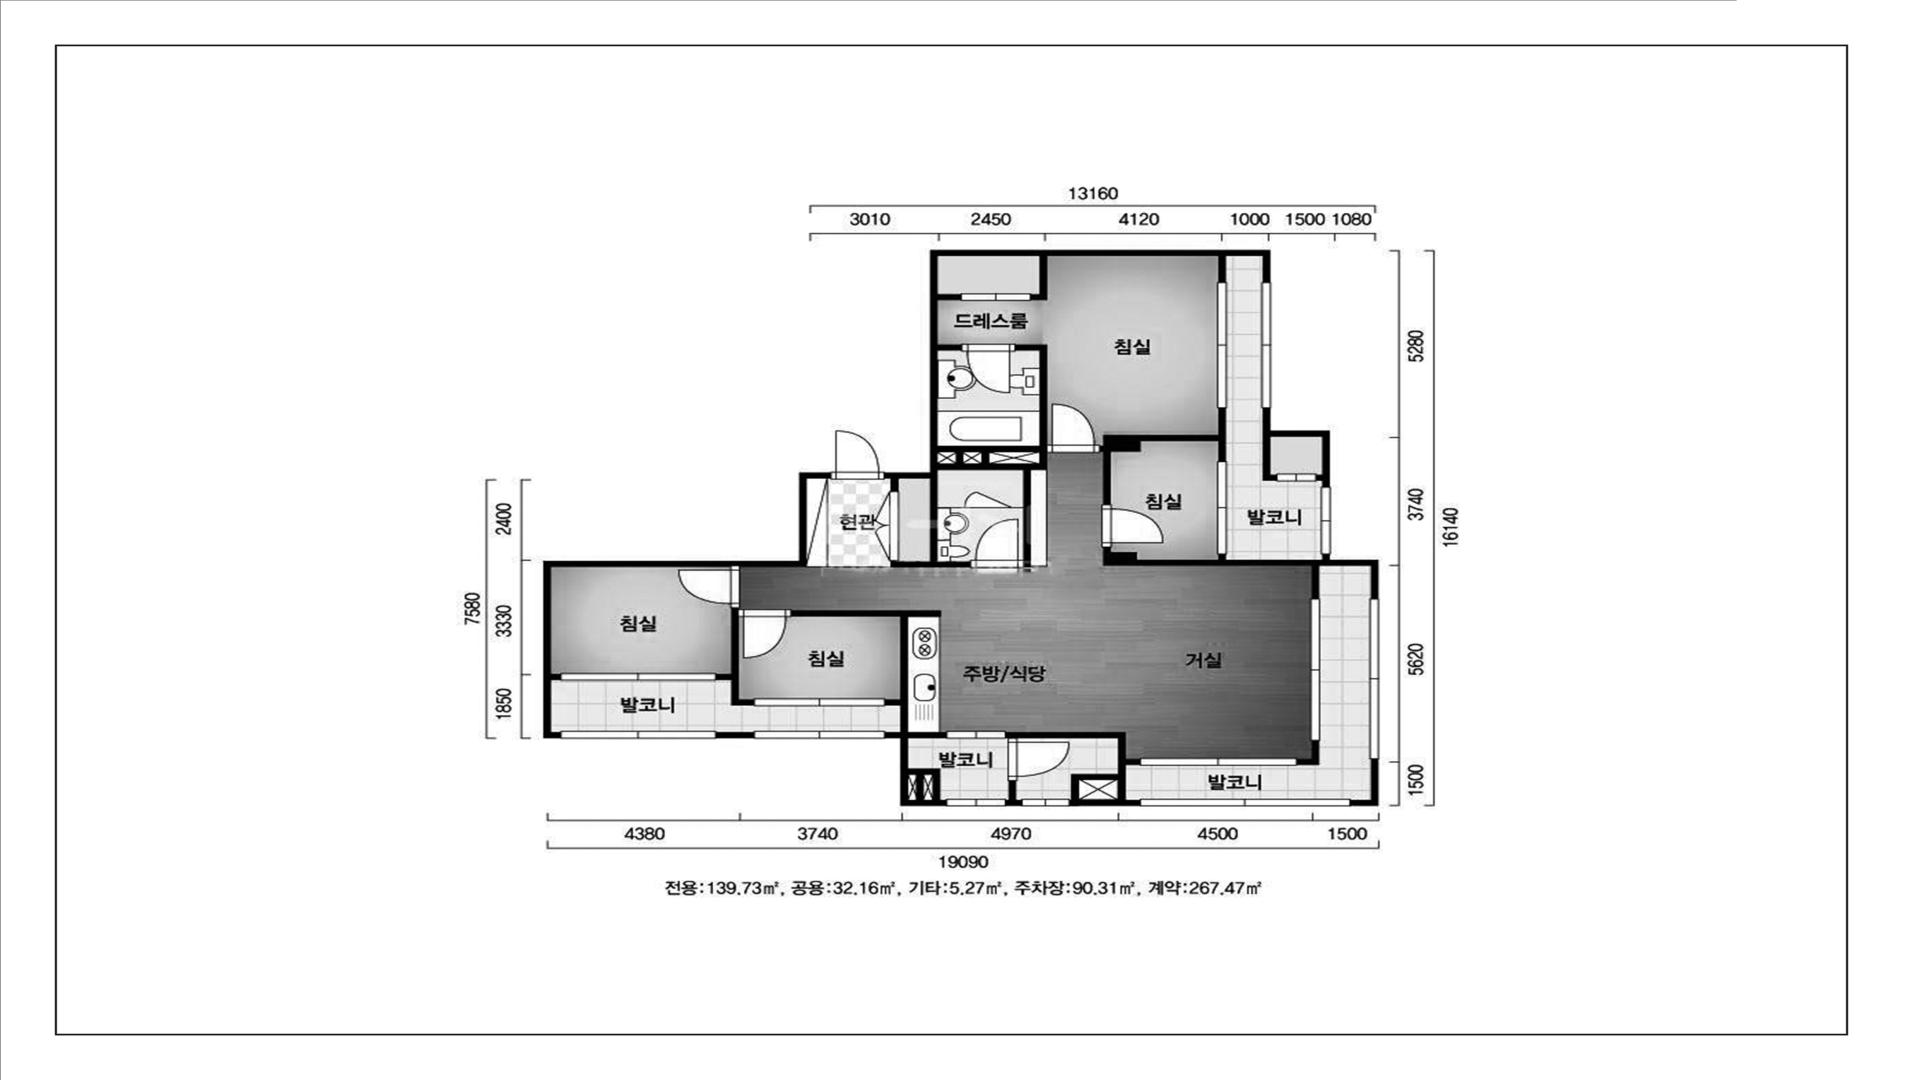 13160
3010 2450 4120 1000 1500 1080
드레스룸
침실
5280
침실
발코니
3740
16140
현관
2400
7580
3330
1850
침실
침실
발코니
주방/식당
거실
5620
발코니
발코니
1500
4380 3740 4970 4500 1500
19090
전용:139.73㎡, 공용:32.16㎡, 기타:5.27㎡, 주차장:90.31㎡, 계약:267.47㎡